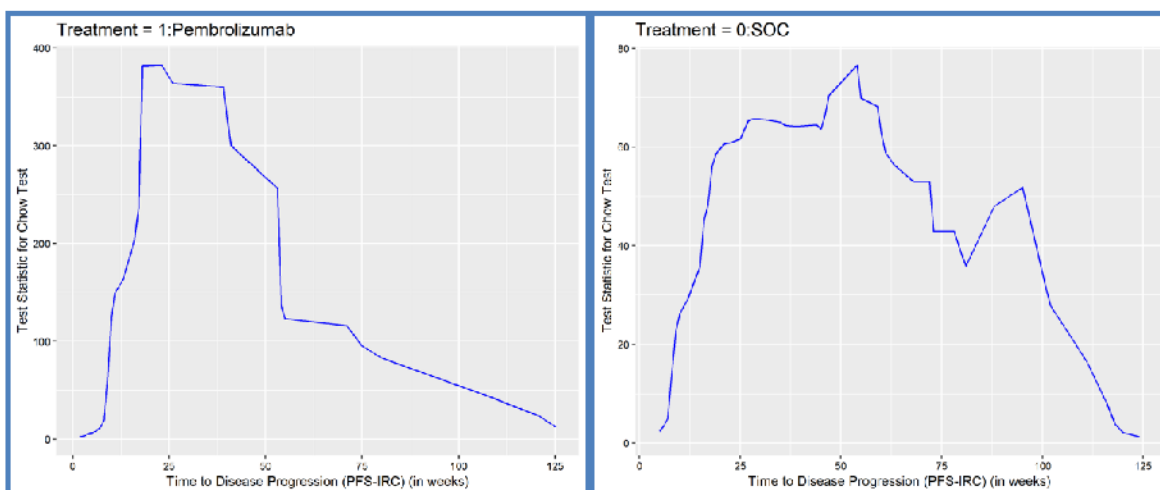 Treatment = 1:Pembrolizumab
400
300
200
100
0
Test Statistic for Chow Test
0 25 50 75 100 125
Time to Disease Progression (PFS-IRC) (in weeks)
Treatment = 0:SOC
80
60
40
20
0
Test Statistic for Chow Test
0 25 50 75 100 125
Time to Disease Progression (PFS-IRC) (in weeks)